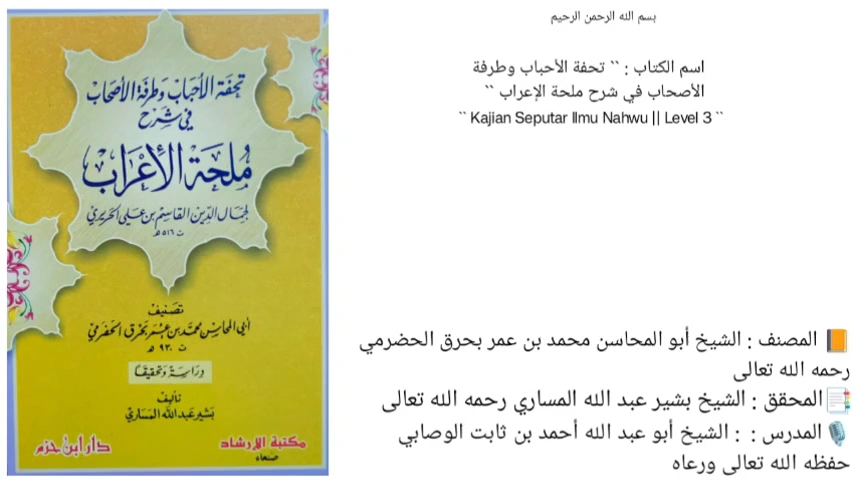 تحفة الأحباب وطرفة الأصحاب
في شرح
ملحة الإعراب
لجمال الدين القاسم بن علي الحريري
ت ٥١٦ هـ
تصنيف
أبي المحاسن محمد بن عمر بحرق الحضرمي
ت ٩٣٠ هـ
دراسة وتحقيقا
تأليف
بشير عبد الله المساري
مكتبة الإرشاد
صنعاء
دار ابن حزم
بسم الله الرحمن الرحيم
اسم الكتاب : `` تحفة الأحباب وطرفة
الأصحاب في شرح ملحة الإعراب ``
`` Kajian Seputar Ilmu Nahwu || Level 3 ``
📙 المصنف : الشيخ أبو المحاسن محمد بن عمر بحرق الحضرمي
رحمه الله تعالى
📑المحقق : الشيخ بشير عبد الله المساري رحمه الله تعالى
🎙️المدرس : : الشيخ أبو عبد الله أحمد بن ثابت الوصابي
حفظه الله تعالى ورعاه